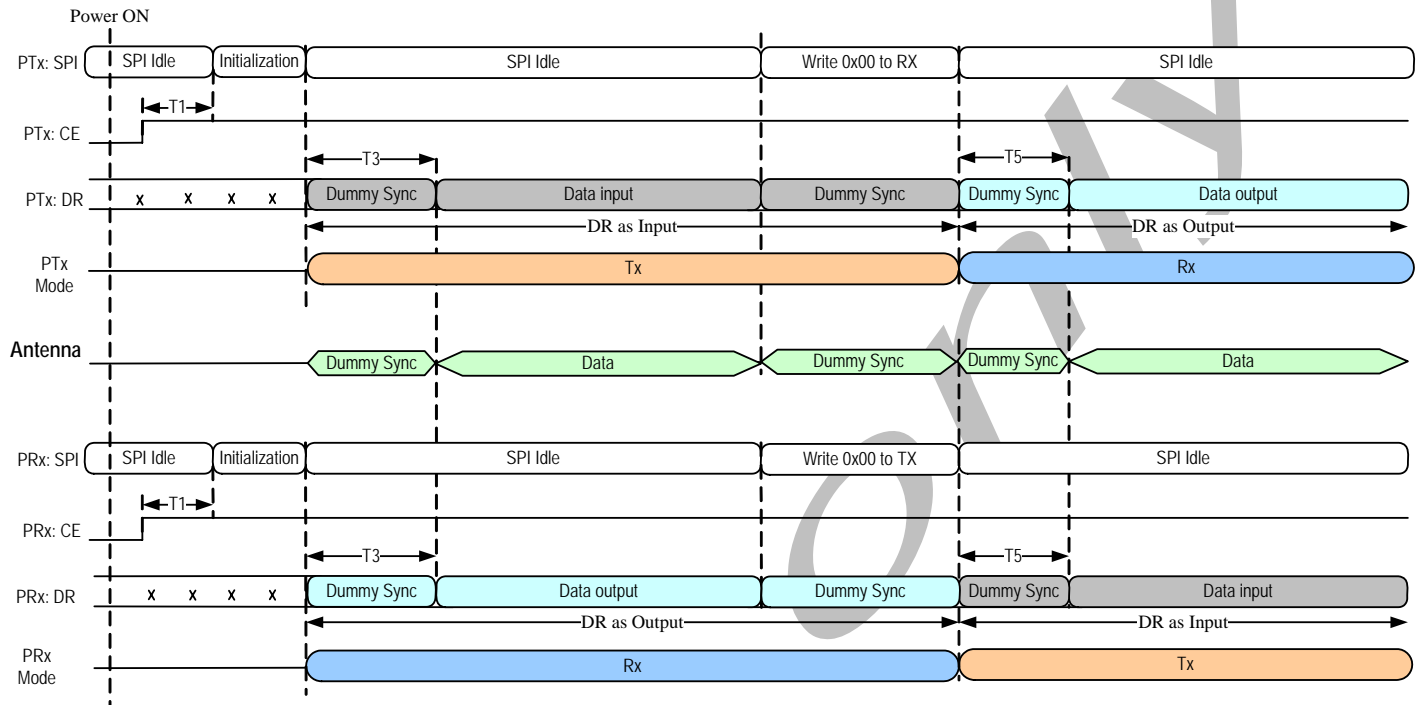 Power ON
PTx: SPI SPI Idle Initialization SPI Idle Write 0x00 to RX SPI Idle
T1
PTx: CE
T3 T5
PTx: DR x x x x Dummy Sync Data input Dummy Sync Dummy Sync Data output
DR as Input DR as Output
PTx
Mode
Tx Rx
Antenna Dummy Sync Data Dummy Sync Dummy Sync Data
PRx: SPI SPI Idle Initialization SPI Idle Write 0x00 to TX SPI Idle
T1
PRx: CE
T3 T5
PRx: DR x x x x Dummy Sync Data output Dummy Sync Dummy Sync Data input
DR as Output DR as Input
PRx
Mode
Rx Tx
only